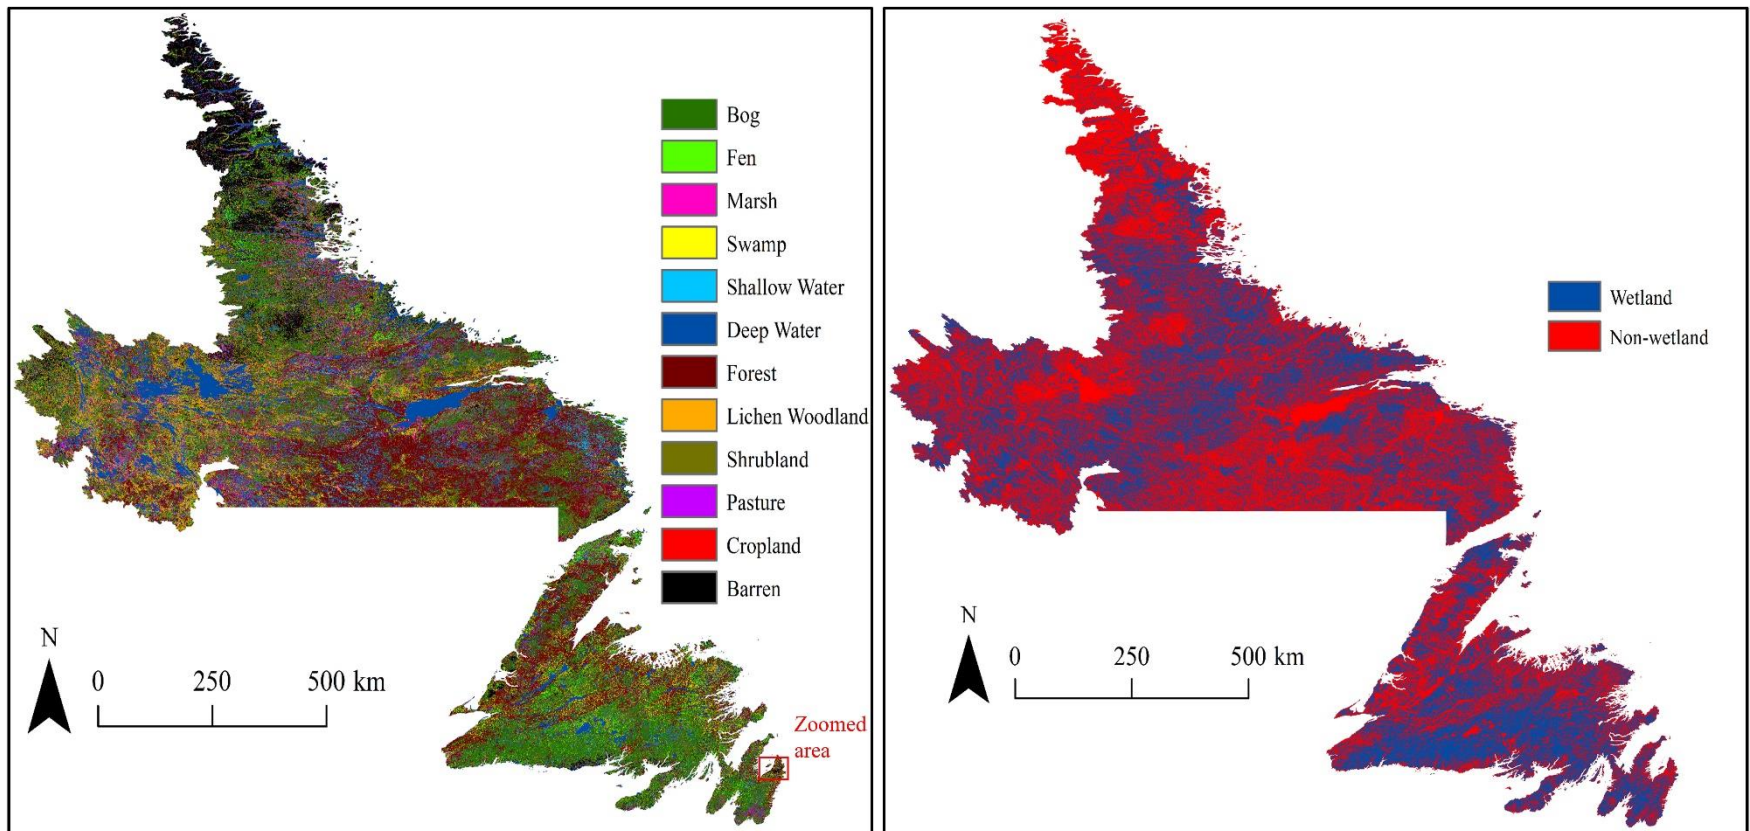 Bog
Fen
Marsh
Swamp
Shallow Water
Deep Water
Forest
Lichen Woodland
Shrubland
Pasture
Cropland
Barren
N
0 250 500 km
Zoomed
area
Wetland
Non-wetland
N
0 250 500 km